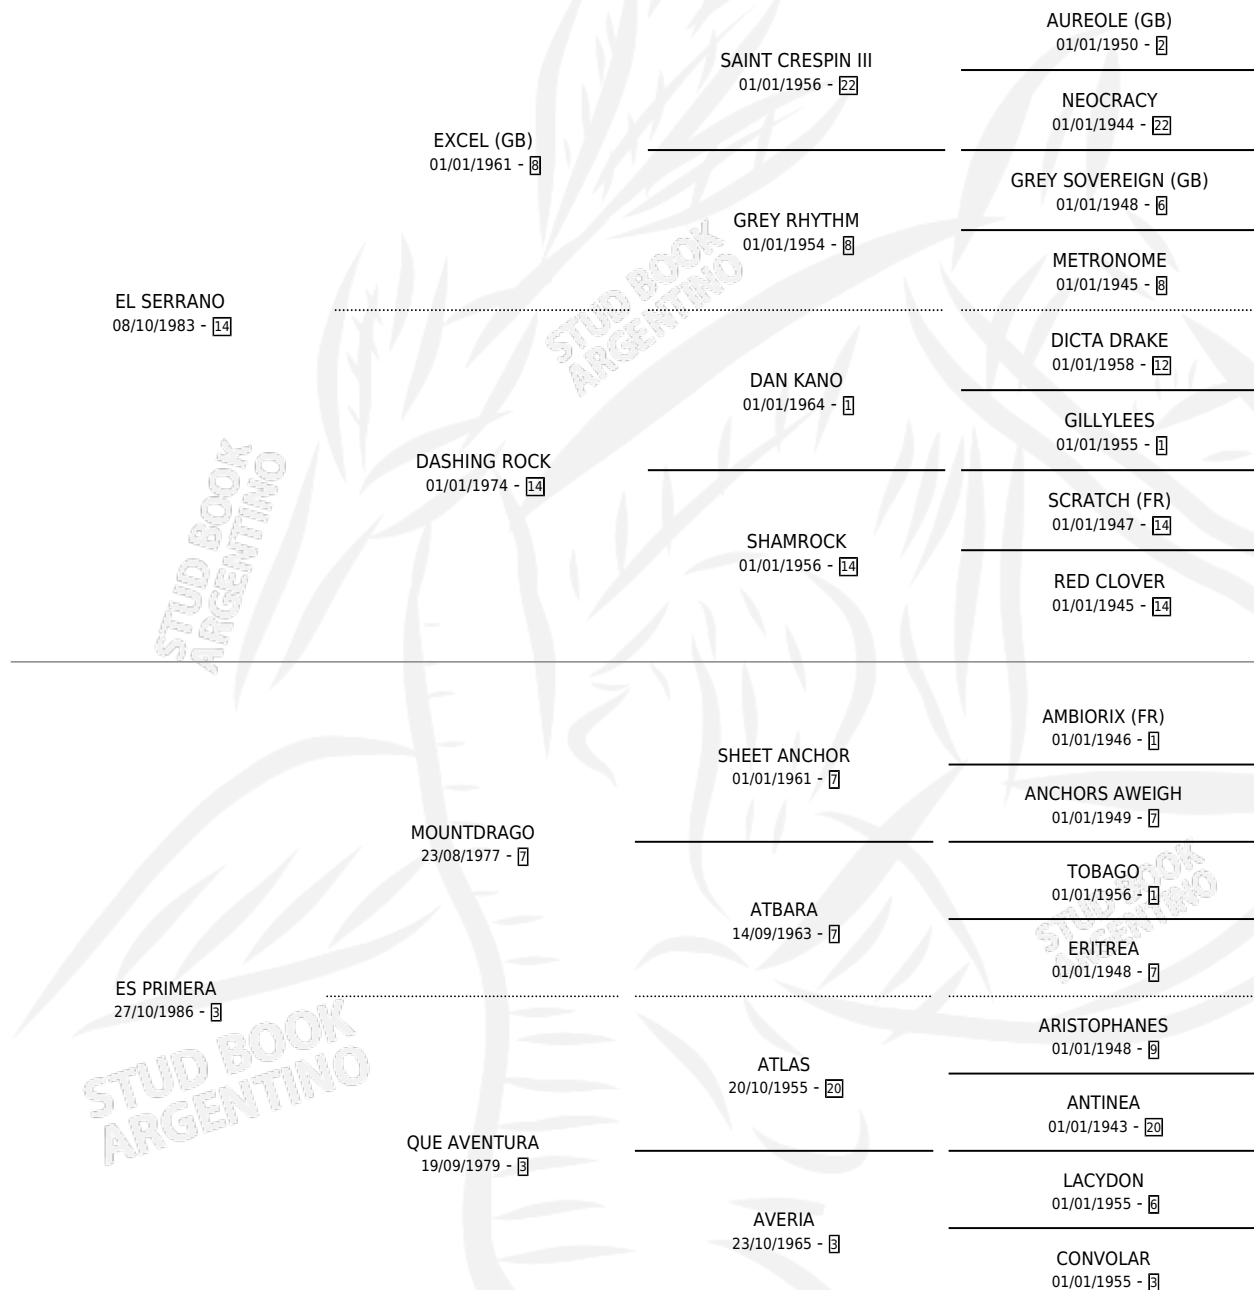 AUREOLE (GB)
01/01/1950 - 2
SAINT CRESPIN III
01/01/1956 - 22
NEOCRACY
01/01/1944 - 22
EXCEL (GB)
01/01/1961 - 8
GREY SOVEREIGN (GB)
01/01/1948 - 6
GREY RHYTHM
01/01/1954 - 8
METRONOME
01/01/1945 - 8
EL SERRANO
08/10/1983 - 14
DICTA DRAKE
01/01/1958 - 12
DAN KANO
01/01/1964 - 1
GILLYLEES
01/01/1955 - 1
DASHING ROCK
01/01/1974 - 14
SCRATCH (FR)
01/01/1947 - 14
SHAMROCK
01/01/1956 - 14
RED CLOVER
01/01/1945 - 14
AMBIORIX (FR)
01/01/1946 - 1
SHEET ANCHOR
01/01/1961 - 7
ANCHORS AWEIGH
01/01/1949 - 7
MOUNTDRAGO
23/08/1977 - 7
TOBAGO
01/01/1956 - 1
ATBARA
14/09/1963 - 7
ERITREA
01/01/1948 - 7
ES PRIMERA
27/10/1986 - 3
ARISTOPHANES
01/01/1948 - 9
ATLAS
20/10/1955 - 20
ANTINEA
01/01/1943 - 20
QUE AVENTURA
19/09/1979 - 3
LACYDON
01/01/1955 - 6
AVERIA
23/10/1965 - 3
CONVOLAR
01/01/1955 - 3
STUD BOOK
ARGENTINO
STUD BOOK
ARGENTINO
STUD BOOK
ARGENTINO
STUD BOOK
ARGENTINO